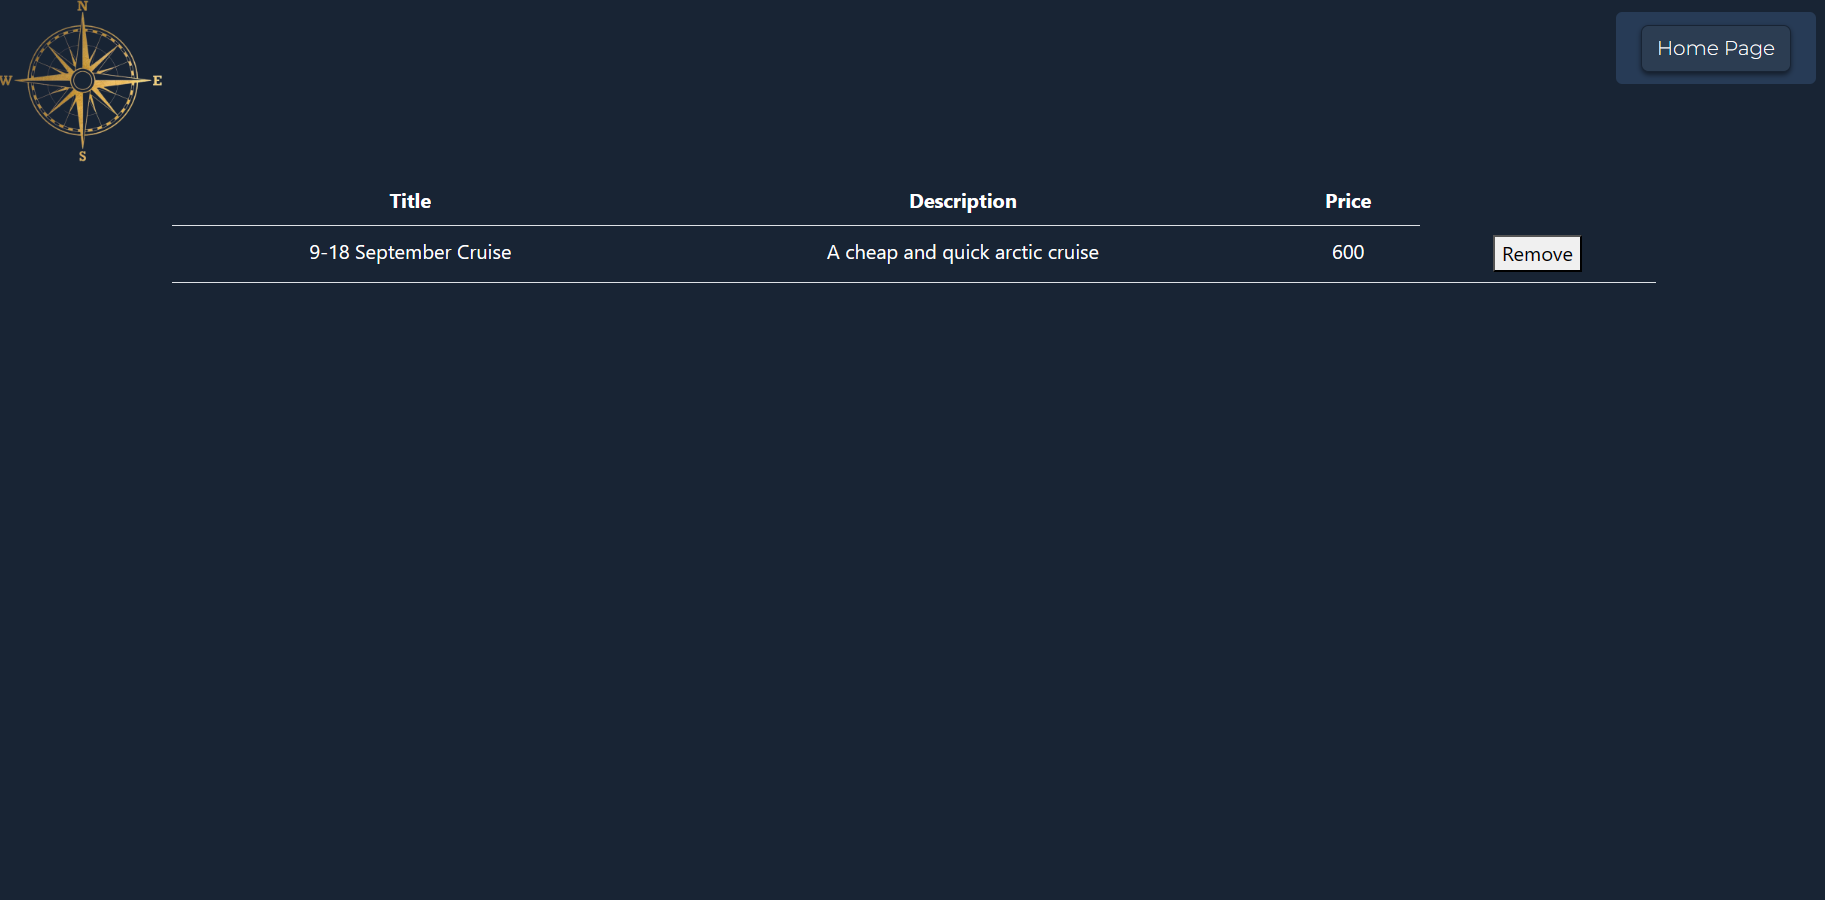 N
W E
S
Home Page
Title Description Price
9-18 September Cruise A cheap and quick arctic cruise 600 Remove